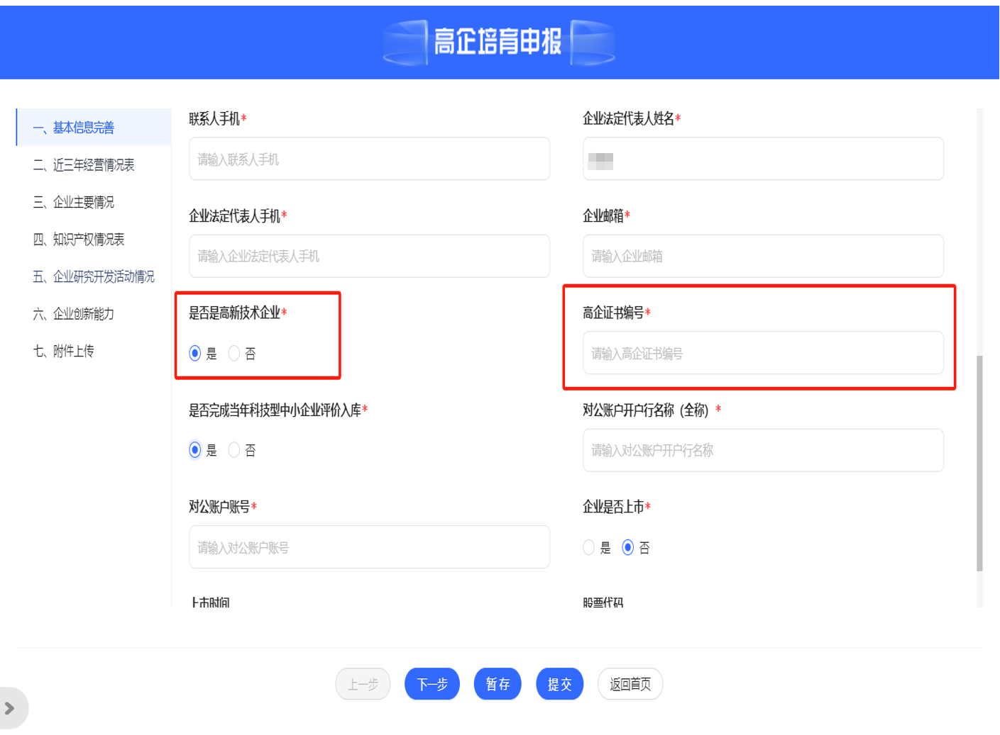 高企培育申报
一、基本信息完善
二、近三年经营情况表
三、企业主要情况
四、知识产权情况表
五、企业研究开发活动情况
六、企业创新能力
七、附件上传
联系人手机*
企业法定代表人姓名*
请输入联系人手机
企业法定代表人手机*
企业邮箱*
请输入企业法定代表人手机
请输入企业邮箱
是否是高新技术企业*
高企证书编号*
是 否
请输入高企证书编号
是否完成当年科技型中小企业评价入库*
对公账户开户行名称 (全称) *
是 否
请输入对公账户开户行名称
对公账户账号*
企业是否上市*
请输入对公账户账号
是 否
上市时间
股票代码
上一步
下一步
暂存
提交
返回首页